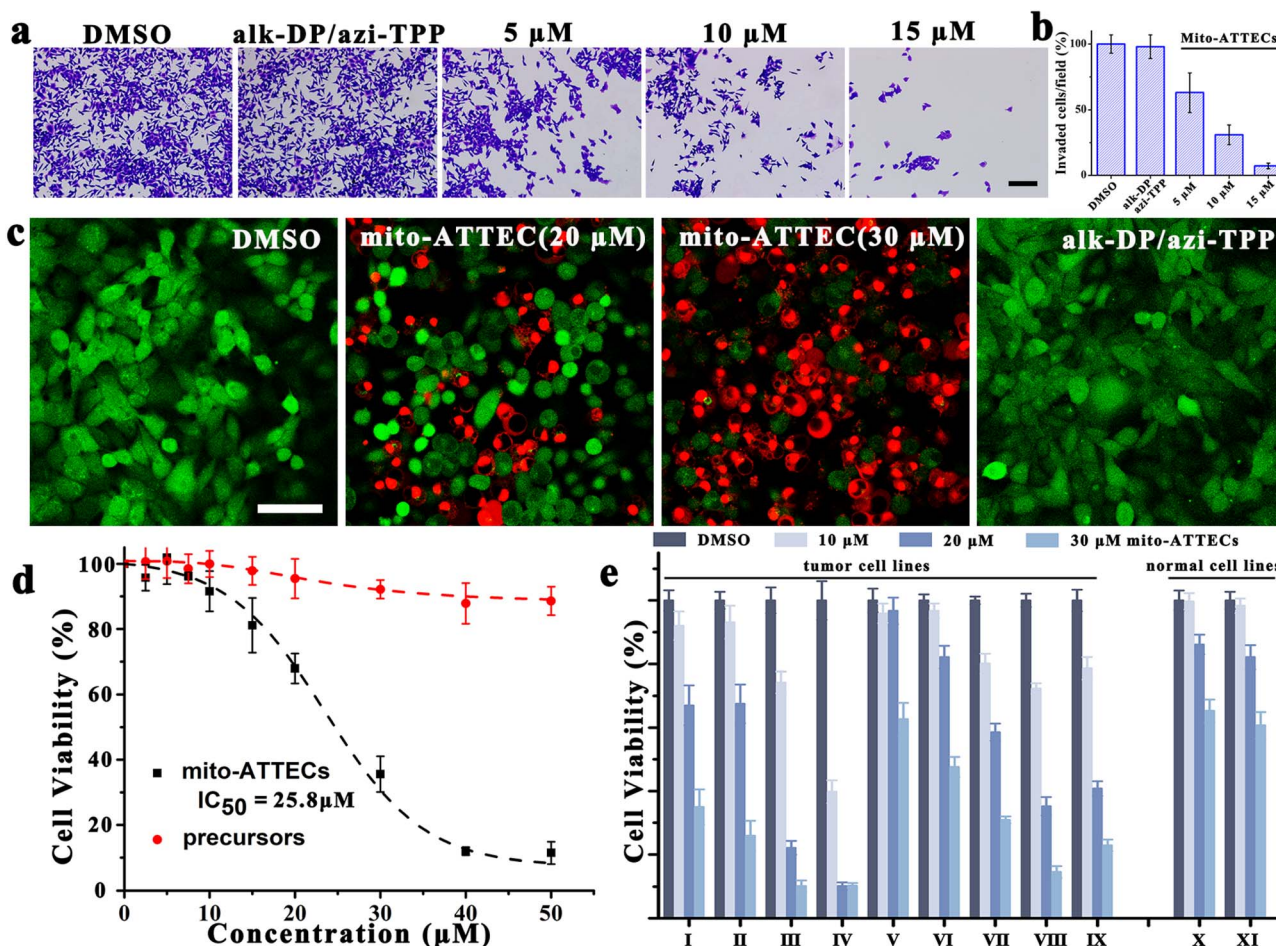 a
DMSO
alk-DP/azi-TPP
5 µM
10 µM
15 µM
b
Mito-ATTECs
Invaded cells/field (%)
100
50
0
DMSO
alk-DP/
azi-TPP
5 µM
10 µM
15 µM
c
DMSO
mito-ATTEC(20 µM)
mito-ATTEC(30 µM)
alk-DP/azi-TPP
d
Cell Viability (%)
100
80
60
40
20
0
mito-ATTECs
IC50 = 25.8µM
precursors
0
10
20
30
40
50
Concentration (µM)
DMSO
10 µM
20 µM
30 µM mito-ATTECs
e
tumor cell lines
normal cell lines
Cell Viability (%)
I
II
III
IV
V
VI
VII
VIII
IX
X
XI